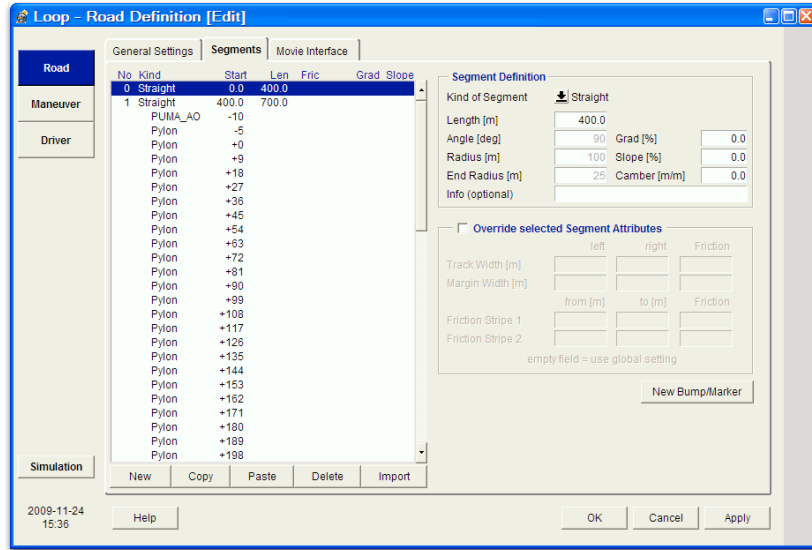 Loop - Road Definition [Edit]
General Settings Segments Movie Interface
Road
Maneuver
Driver
No Kind Start Len Fric Grad Slope
0 Straight 0.0 400.0
1 Straight 400.0 700.0
PUMA_AO -10
Pylon -5
Pylon +0
Pylon +9
Pylon +18
Pylon +27
Pylon +36
Pylon +45
Pylon +54
Pylon +63
Pylon +72
Pylon +81
Pylon +90
Pylon +99
Pylon +108
Pylon +117
Pylon +126
Pylon +135
Pylon +144
Pylon +153
Pylon +162
Pylon +171
Pylon +180
Pylon +189
Pylon +198
New Copy Paste Delete Import
Segment Definition
Kind of Segment Straight
Length [m] 400.0
Angle [deg] 90 Grad [%] 0.0
Radius [m] 100 Slope [%] 0.0
End Radius [m] 25 Camber [m/m] 0.0
Info (optional)
Override selected Segment Attributes
left right Friction
Track Width [m]
Margin Width [m]
from [m] to [m] Friction
Friction Stripe 1
Friction Stripe 2
empty field = use global setting
New Bump/Marker
Simulation
2009-11-24
15:36
Help OK Cancel Apply